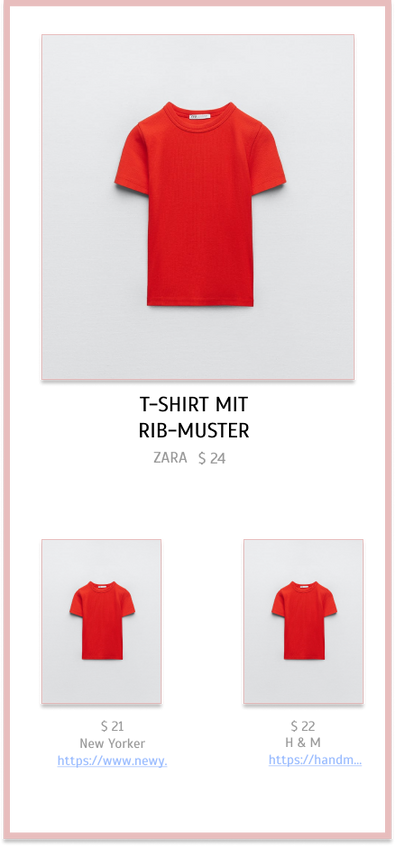 T-SHIRT MIT
RIB-MUSTER
ZARA $ 24
$ 21
New Yorker
https://www.newy.
$ 22
H & M
https://handm...